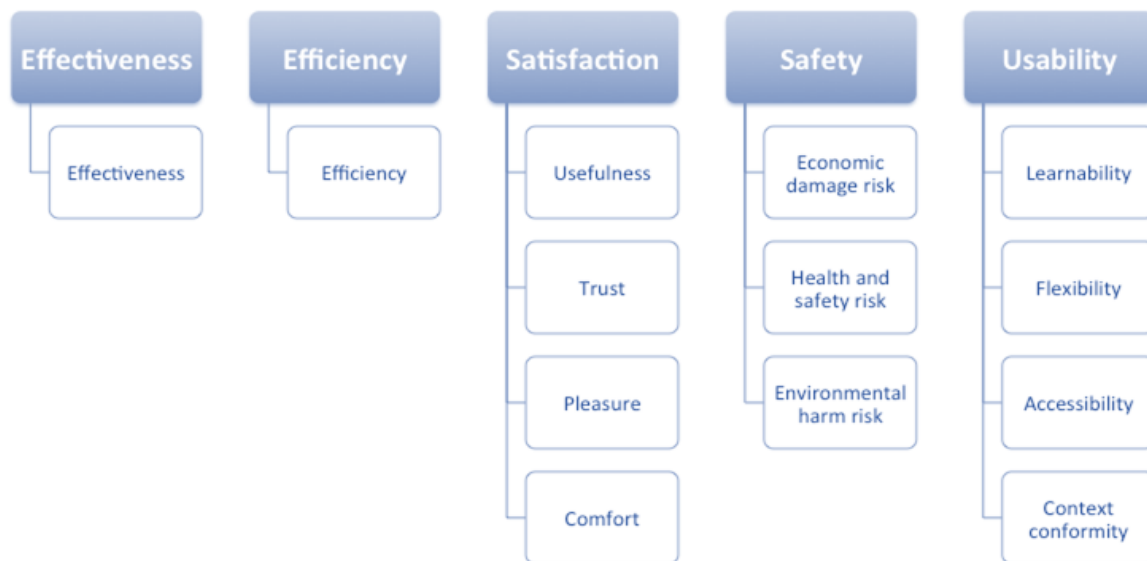 Effectiveness
Effectiveness
Efficiency
Efficiency
Satisfaction
Usefulness
Trust
Pleasure
Comfort
Safety
Economic
damage risk
Health and
safety risk
Environmental
harm risk
Usability
Learnability
Flexibility
Accessibility
Context
conformity